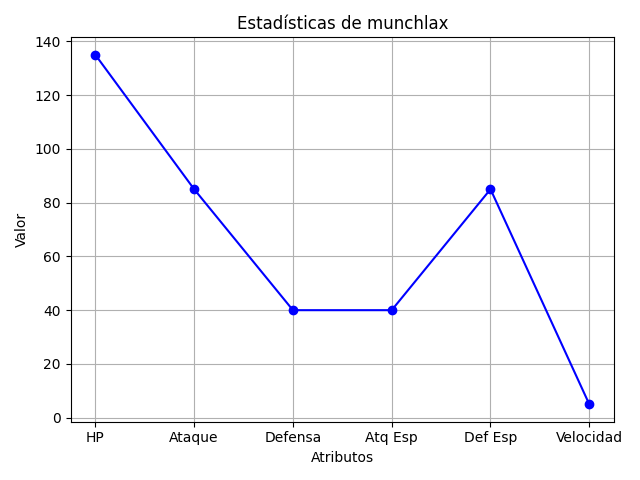 Estadísticas de munchlax
Valor
140
120
100
80
60
40
20
0
HP Ataque Defensa Atq Esp Def Esp Velocidad
Atributos